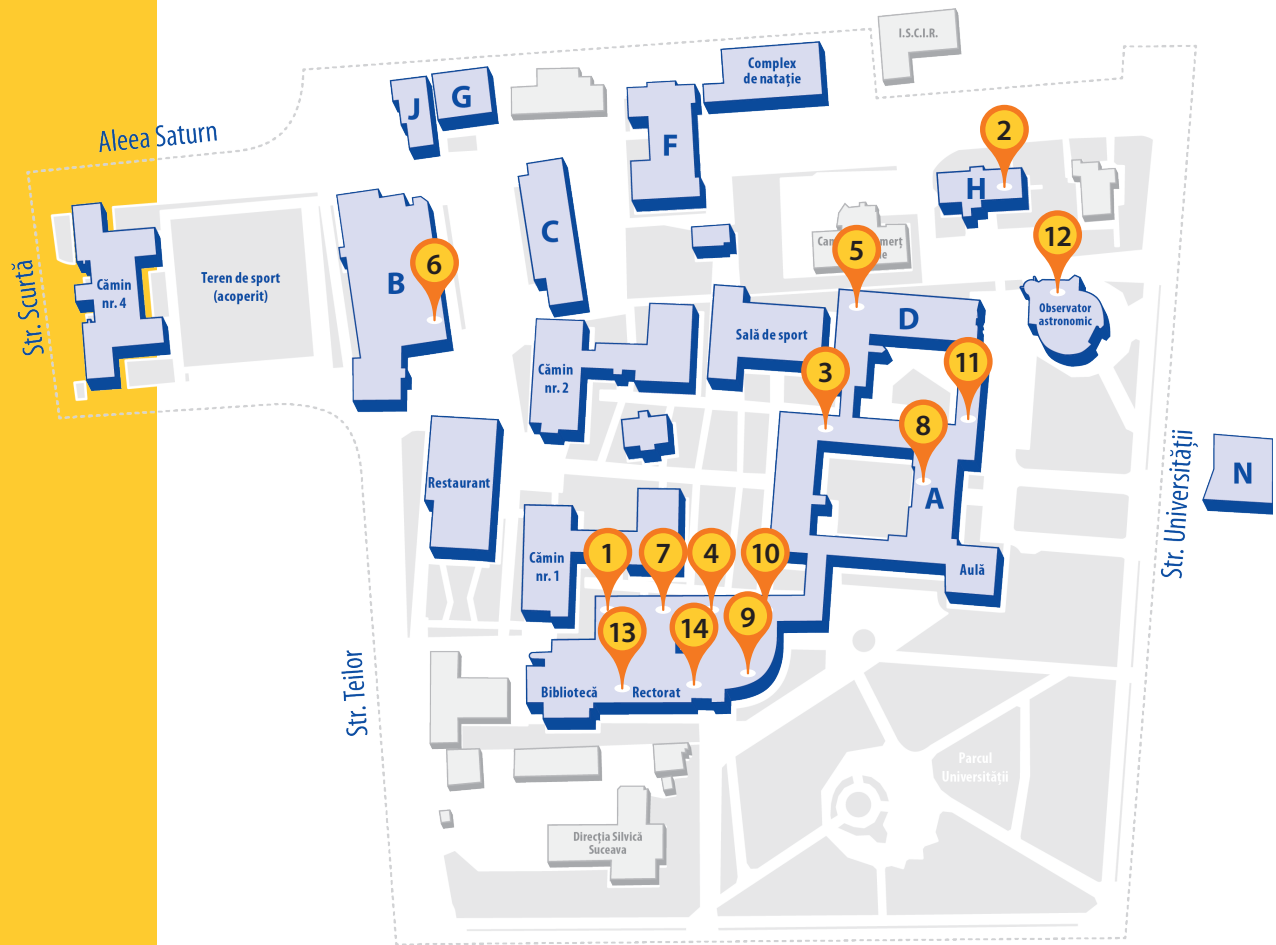 I.S.C.I.R.
Complex
de natație
J
G
F
Aleea Saturn
2
H
C
12
5
6
B
Str. Scurtă
Cămin
nr. 4
Teren de sport
(acoperit)
Observator
astronomic
D
Sală de sport
11
3
Cămin
nr. 2
8
A
N
Str. Universității
Restaurant
Cămin
nr. 1
1
7
4
10
Aulă
13
14
9
Bibliotecă
Rectorat
Str. Teilor
Parcul
Universității
Direcția Silvică
Suceava